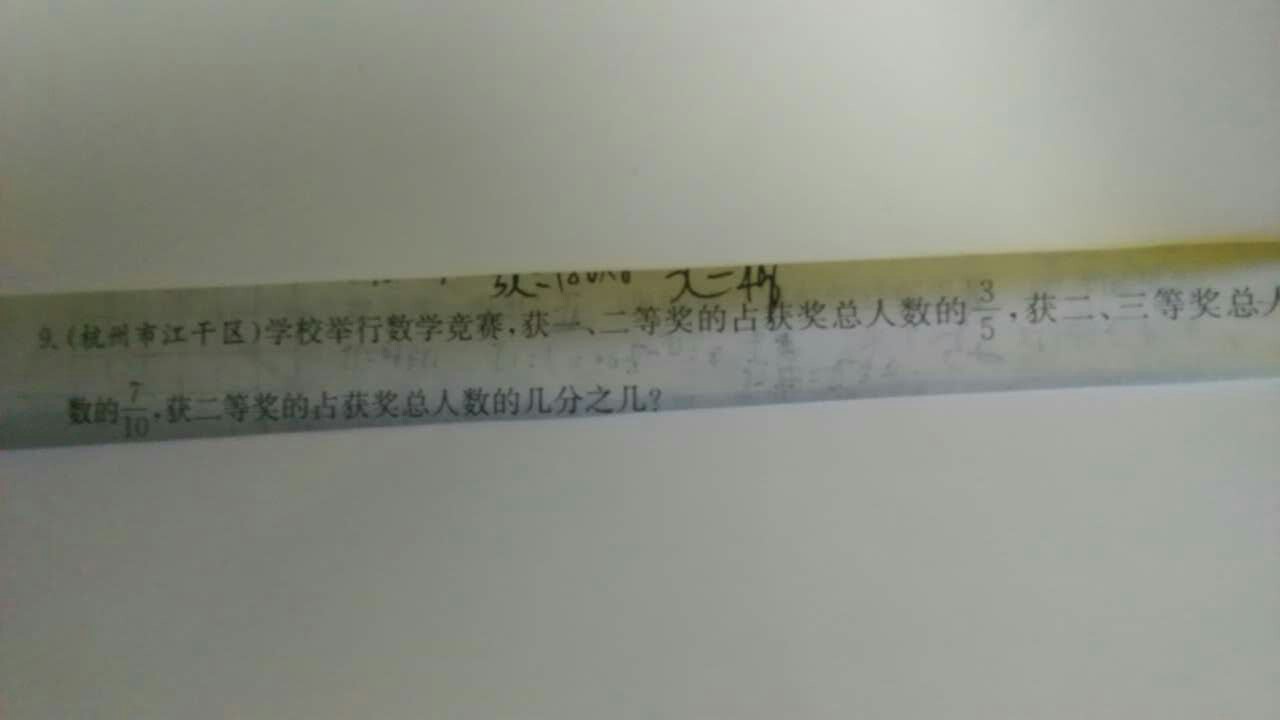 x=48
9.(杭州市江干区)学校举行数学竞赛,获一、二等奖的占获奖总人数的3/5,获二、三等奖总人
数的7/10,获二等奖的占获奖总人数的几分之几?